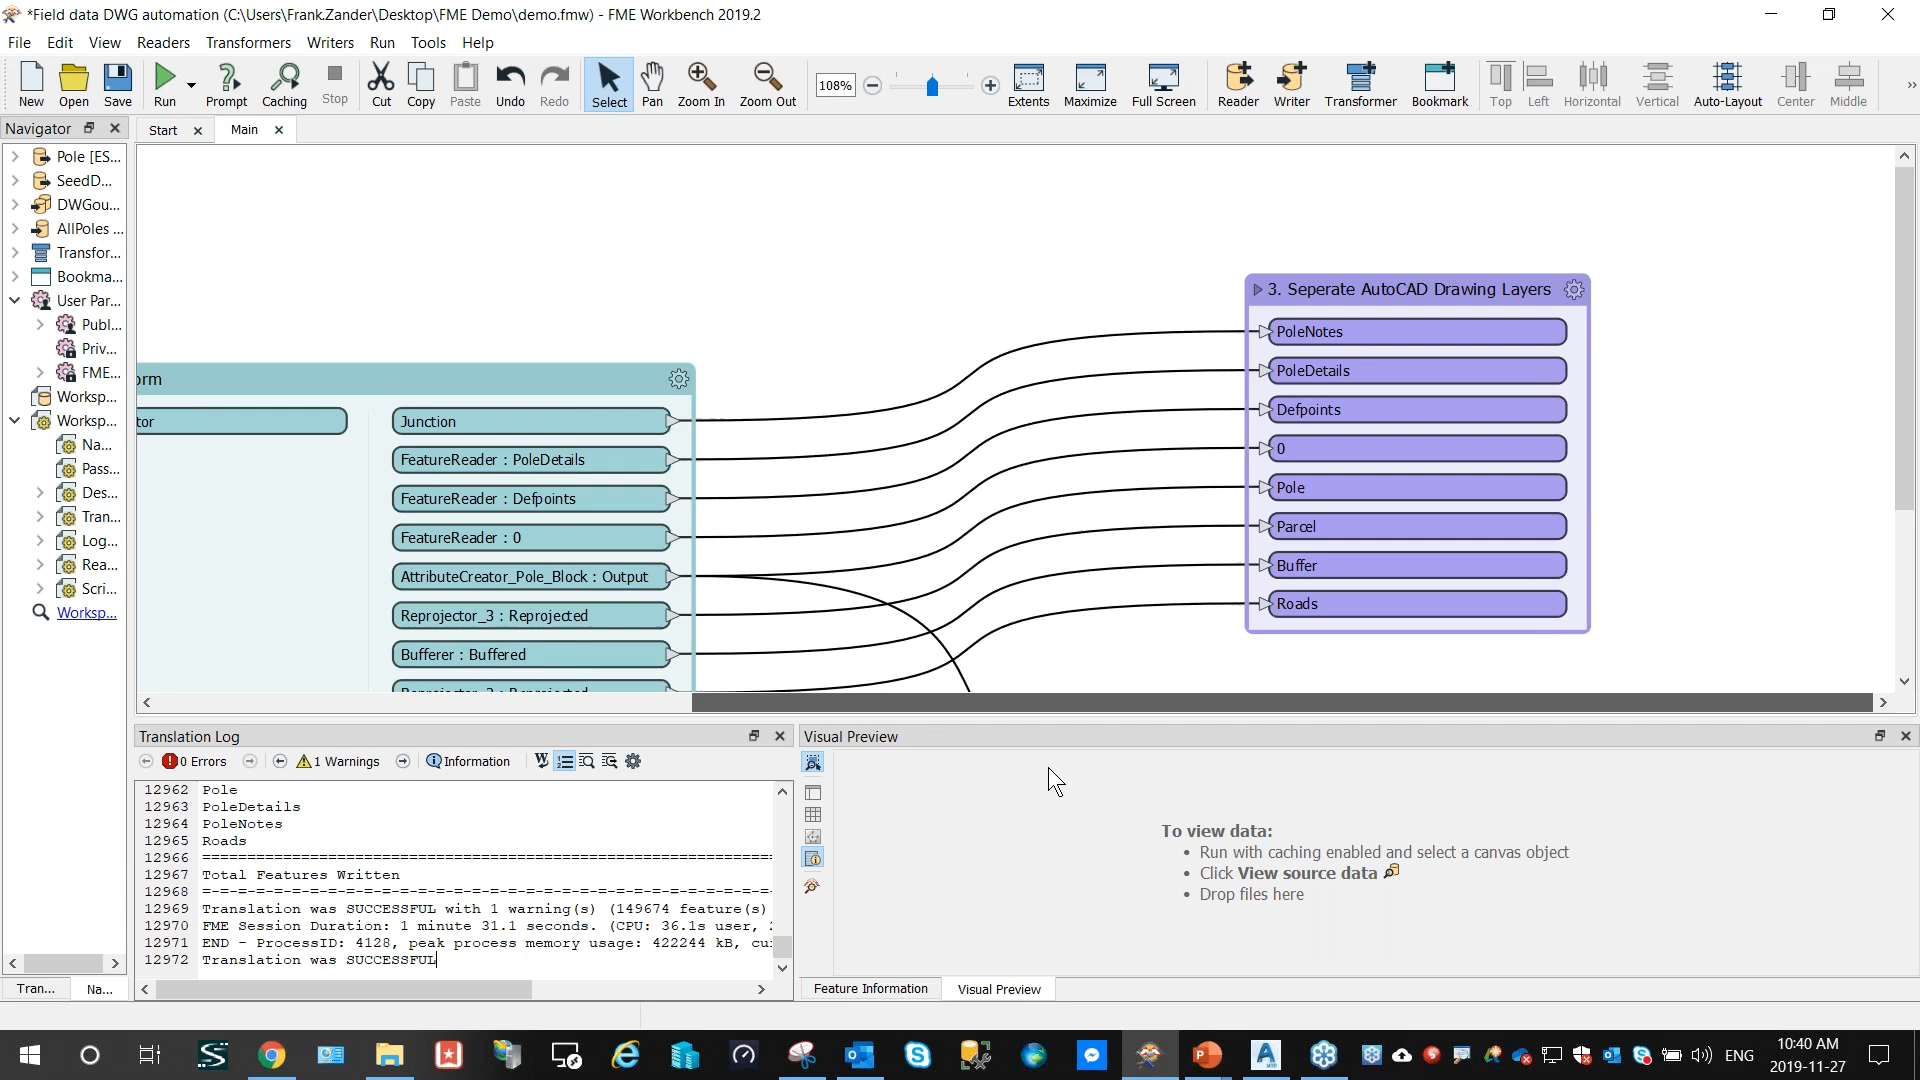 *Field data DWG automation (C:\Users\Frank.Zander\Desktop\FME Demo\demo.fmw) - FME Workbench 2019.2
File Edit View Readers Transformers Writers Run Tools Help
New Open Save Run Prompt Caching Stop Cut Copy Paste Undo Redo Select Pan Zoom In Zoom Out 108% Extents Maximize Full Screen Reader Writer Transformer Bookmark Top Left Horizontal Vertical Auto-Layout Center Middle
Navigator Start Main
Pole [ES...
SeedD...
DWGou...
AllPoles ...
Transfor...
Bookma...
User Par...
Publ...
Priv...
FME...
Worksp...
Worksp...
Na...
Pass...
Des...
Tran...
Log...
Rea...
Scri...
Worksp...
Tran... Na...
orm
tor
Junction
FeatureReader : PoleDetails
FeatureReader : Defpoints
FeatureReader : 0
AttributeCreator_Pole_Block : Output
Reprojector_3 : Reprojected
Bufferer : Buffered
3. Seperate AutoCAD Drawing Layers
PoleNotes
PoleDetails
Defpoints
0
Pole
Parcel
Buffer
Roads
Translation Log
0 Errors 1 Warnings Information
12962 Pole
12963 PoleDetails
12964 PoleNotes
12965 Roads
12966 ==============================================================
12967 Total Features Written
12968 =-=-=-=-=-=-=-=-=-=-=-=-=-=-=-=-=-=-=-=-=-=-=-=-=-=-=-=-=-=-=-
12969 Translation was SUCCESSFUL with 1 warning(s) (149674 feature(s)
12970 FME Session Duration: 1 minute 31.1 seconds. (CPU: 36.1s user,
12971 END - ProcessID: 4128, peak process memory usage: 422244 kB, cu
12972 Translation was SUCCESSFUL
Visual Preview
To view data:
• Run with caching enabled and select a canvas object
• Click View source data
• Drop files here
Feature Information Visual Preview
ENG
10:40 AM
2019-11-27